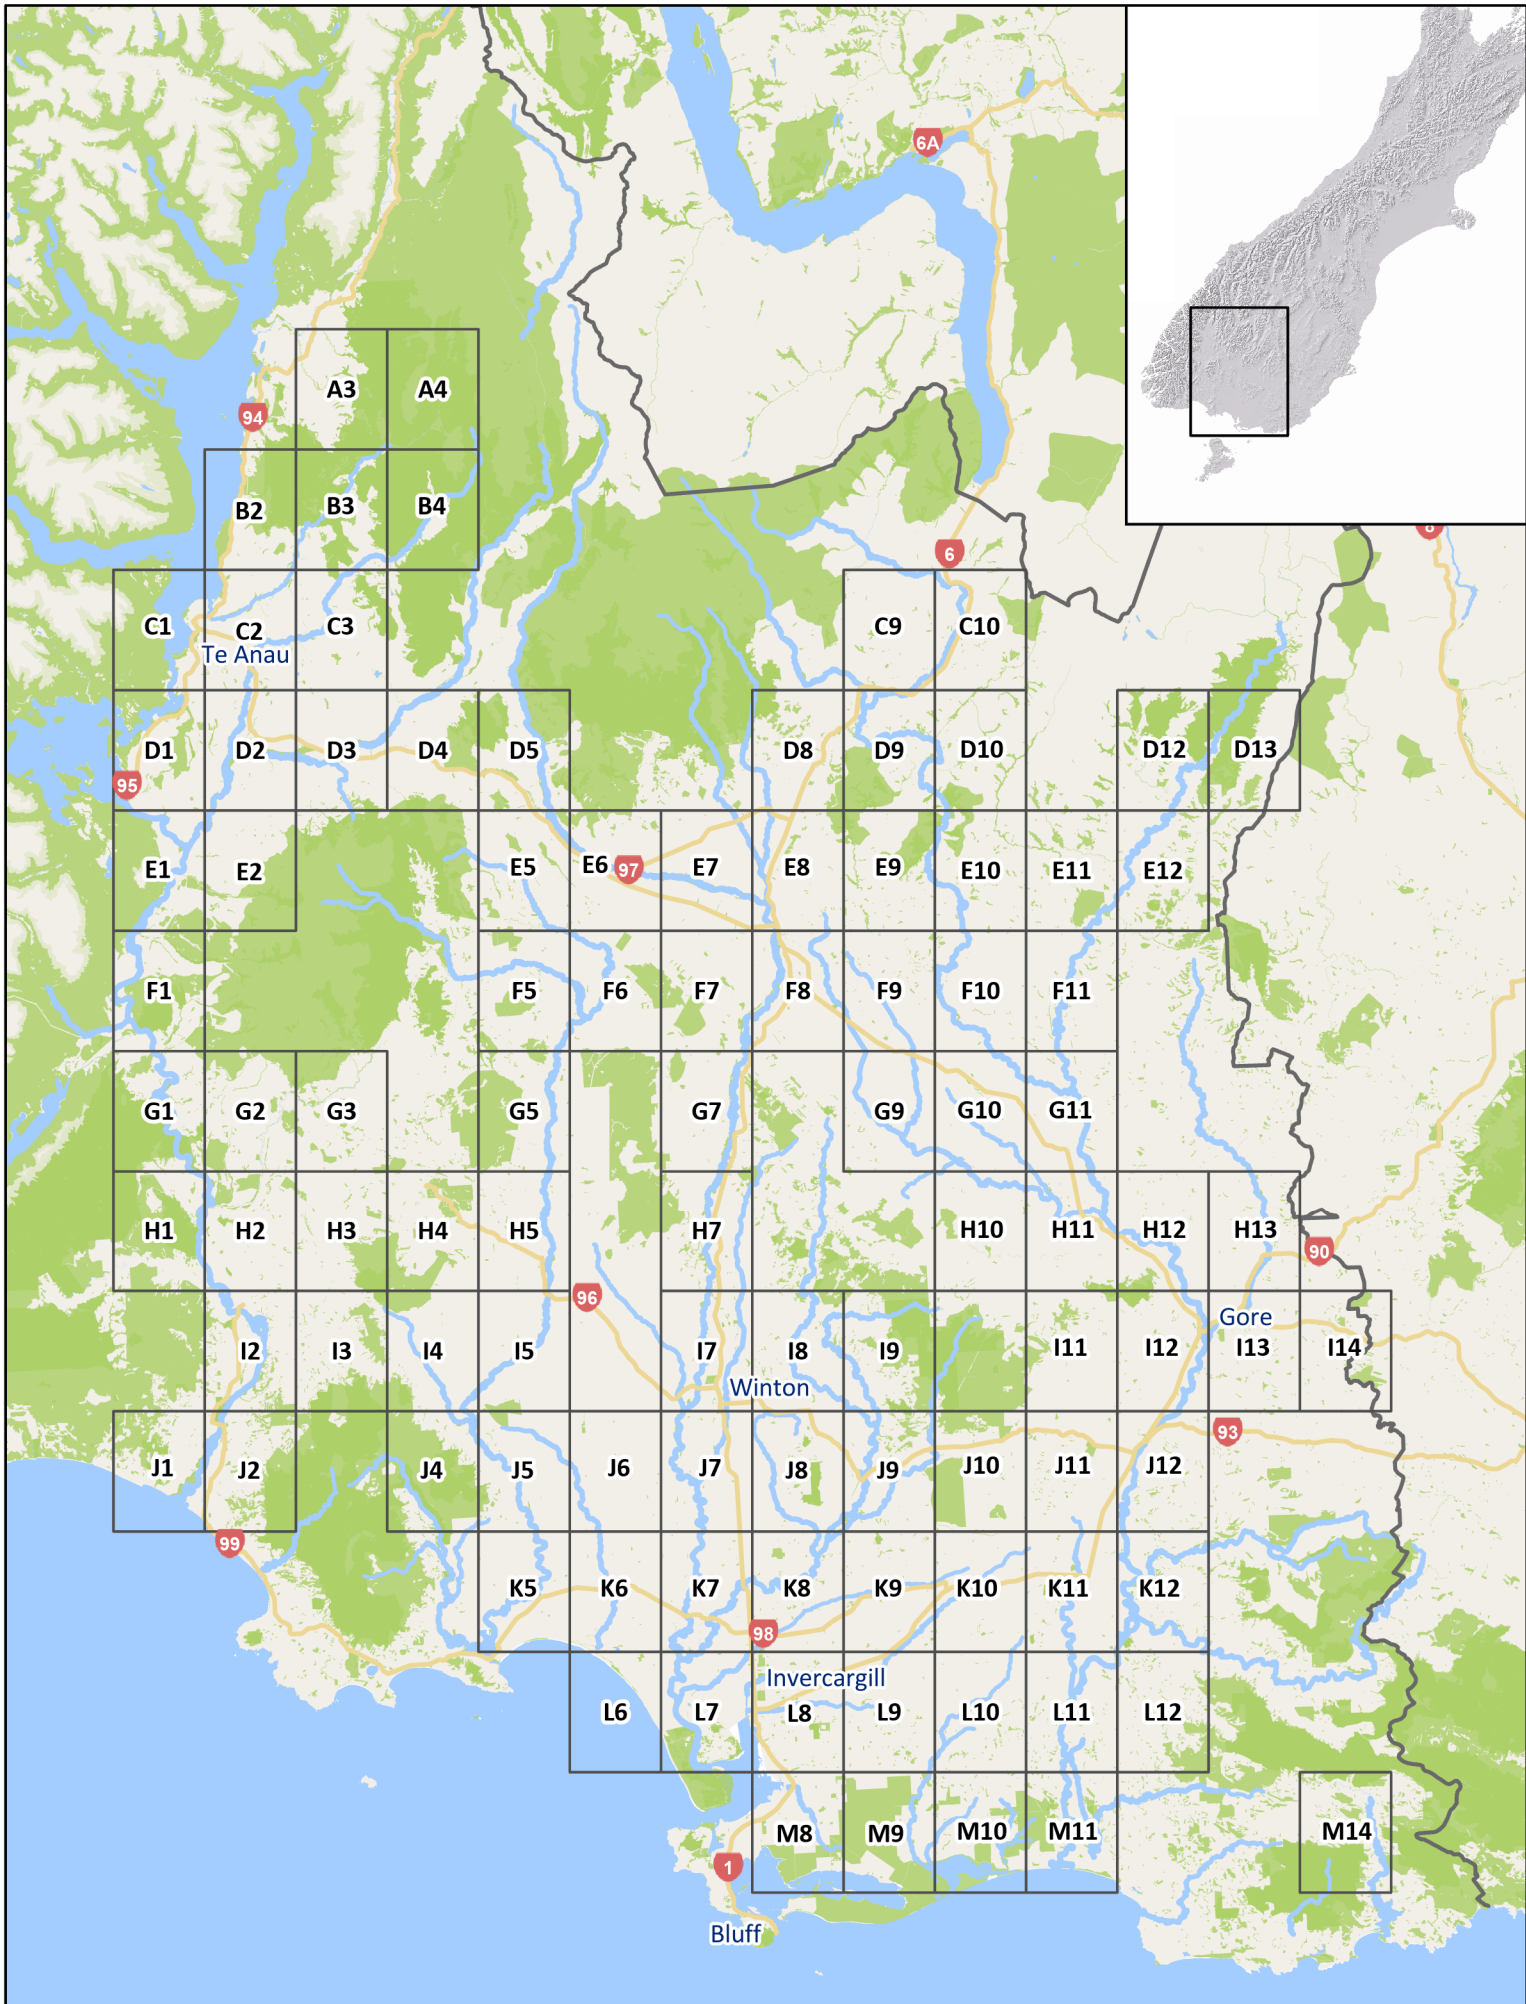 6A
A3 A4
94
B2 B3 B4
6
C1 C2 C3 C9 C10
Te Anau
D1 D2 D3 D4 D5 D8 D9 D10 D12 D13
95
E1 E2 E5 E6 97 E7 E8 E9 E10 E11 E12
F1 F5 F6 F7 F8 F9 F10 F11
G1 G2 G3 G5 G7 G9 G10 G11
H1 H2 H3 H4 H5 H7 H10 H11 H12 H13
90
96
Gore
I2 I3 I4 I5 I7 I8 I9 I11 I12 I13 I14
Winton
93
J1 J2 J4 J5 J6 J7 J8 J9 J10 J11 J12
99
K5 K6 K7 K8 K9 K10 K11 K12
98
Invercargill
L6 L7 L8 L9 L10 L11 L12
M8 M9 M10 M11 M14
1
Bluff